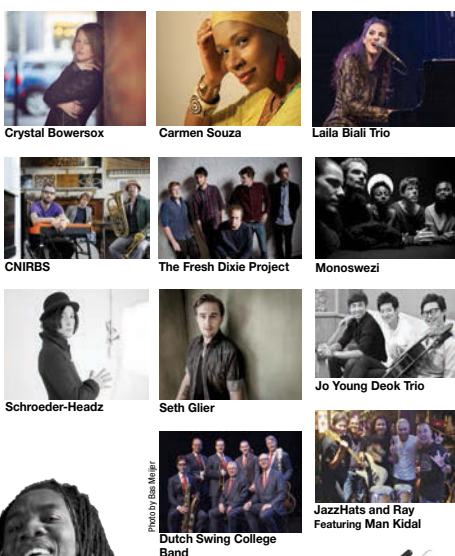 Crystal Bowersox
Carmen Souza
Laila Biali Trio
CNIRBS
The Fresh Dixie Project
Monoswezi
Schroeder-Headz
Seth Glier
Jo Young Deok Trio
Photo by Bas Meijer
Dutch Swing College
Band
JazzHats and Ray
Featuring Man Kidal